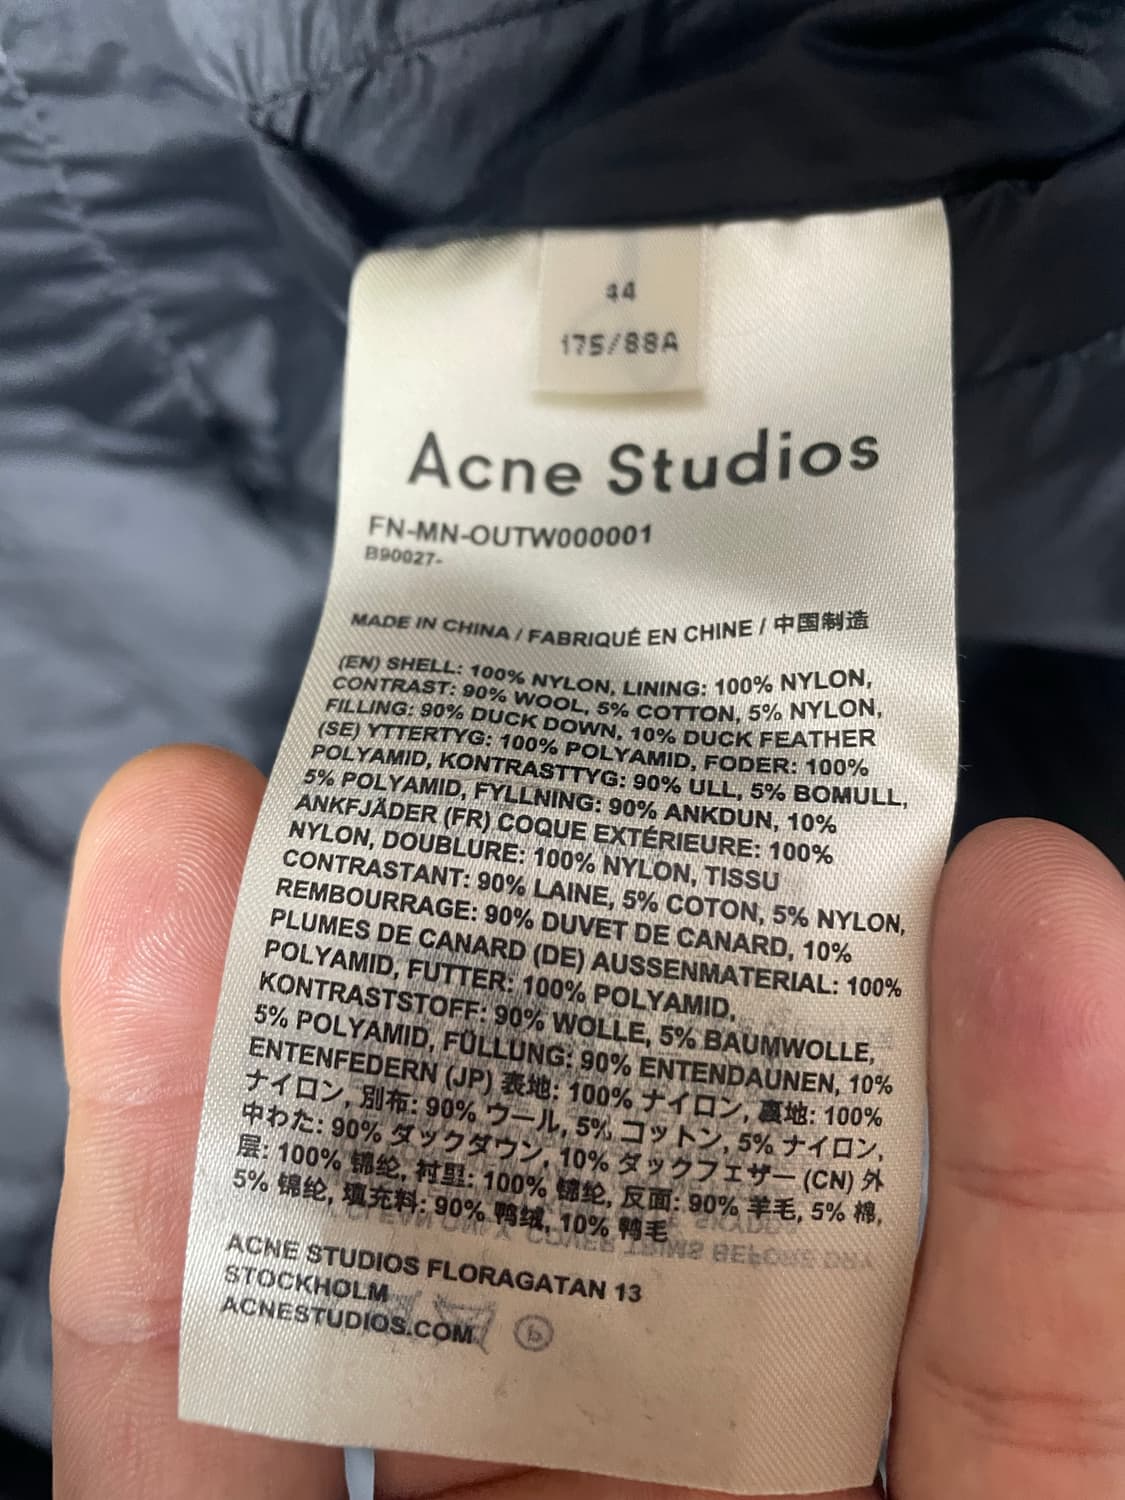 44
175/88A
Acne Studios
FN-MN-OUTW000001
B90027-
MADE IN CHINA / FABRIQUÉ EN CHINE / 中国制造
(EN) SHELL: 100% NYLON, LINING: 100% NYLON,
CONTRAST: 90% WOOL, 5% COTTON, 5% NYLON,
FILLING: 90% DUCK DOWN, 10% DUCK FEATHER
(SE) YTTERTYG: 100% POLYAMID, FODER: 100%
POLYAMID, KONTRASTTYG: 90% ULL, 5% BOMULL,
5% POLYAMID, FYLLNING: 90% ANKDUN, 10%
ANKFJÄDER (FR) COQUE EXTÉRIEURE: 100%
NYLON, DOUBLURE: 100% NYLON, TISSU
CONTRASTANT: 90% LAINE, 5% COTON, 5% NYLON,
REMBOURRAGE: 90% DUVET DE CANARD, 10%
PLUMES DE CANARD (DE) AUSSENMATERIAL: 100%
POLYAMID, FUTTER: 100% POLYAMID,
KONTRASTSTOFF: 90% WOLLE, 5% BAUMWOLLE,
5% POLYAMID, FÜLLUNG: 90% ENTENDAUNEN, 10%
ENTENFEDERN (JP) 表地: 100% ナイロン, 裏地: 100%
ナイロン, 別布: 90% ウール, 5% コットン, 5% ナイロン,
中わた: 90% ダックダウン, 10% ダックフェザー (CN) 外
层: 100% 锦纶, 衬里: 100% 锦纶, 反面: 90% 羊毛, 5% 棉,
5% 锦纶, 填充料: 90% 鸭绒, 10% 鸭毛
ACNE STUDIOS FLORAGATAN 13
STOCKHOLM
ACNESTUDIOS.COM